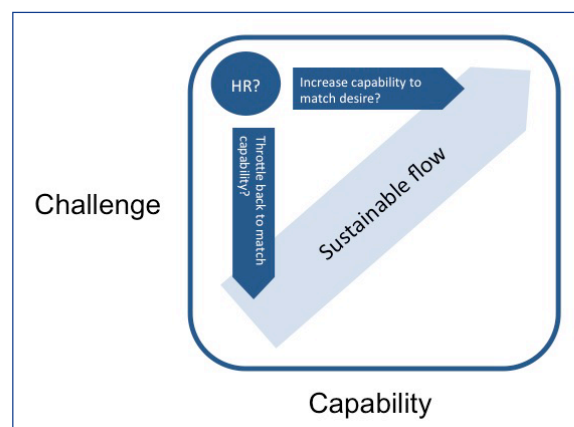 HR?
Increase capability to
match desire?
Throttle back to match
capability?
Sustainable flow
Challenge
Capability